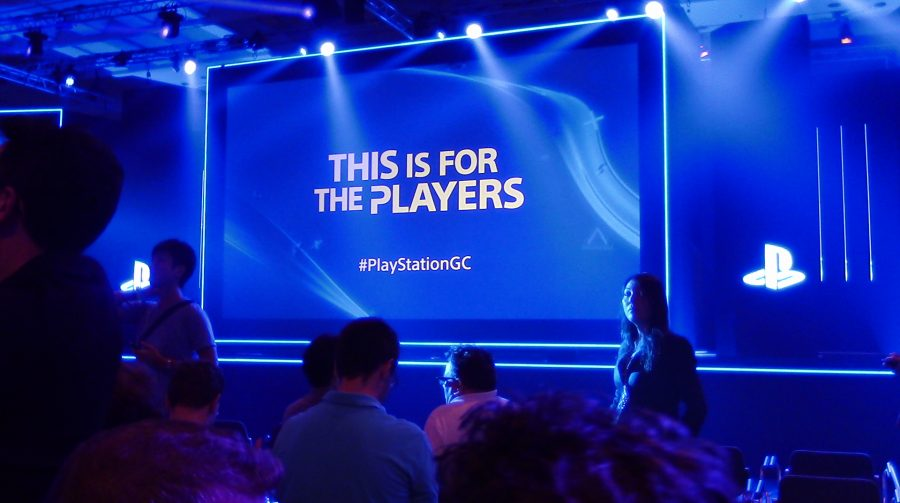 THIS IS FOR
THE PLAYERS
#PlayStationGC